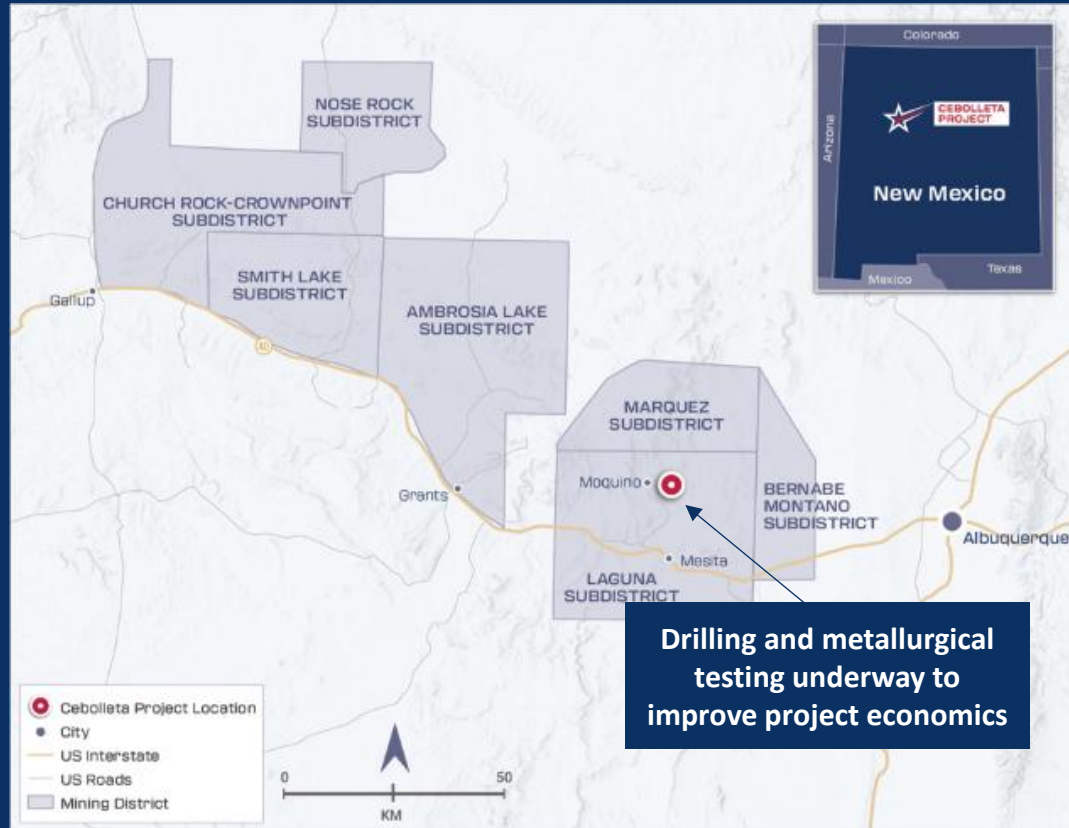 Colorado
CEBOLLETA
PROJECT
Arizona
New Mexico
Texas
Mexico
NOSE ROCK
SUBDISTRICT
CHURCH ROCK-CROWNPOINT
SUBDISTRICT
SMITH LAKE
SUBDISTRICT
Gallup
AMBROSIA LAKE
SUBDISTRICT
40
MARQUEZ
SUBDISTRICT
Moquino
Grants
BERNABE
MONTANO
SUBDISTRICT
Albuquerque
Mesita
LAGUNA
SUBDISTRICT
Drilling and metallurgical
testing underway to
improve project economics
Cebolleta Project Location
City
US Interstate
US Roads
Mining District
0 50
KM